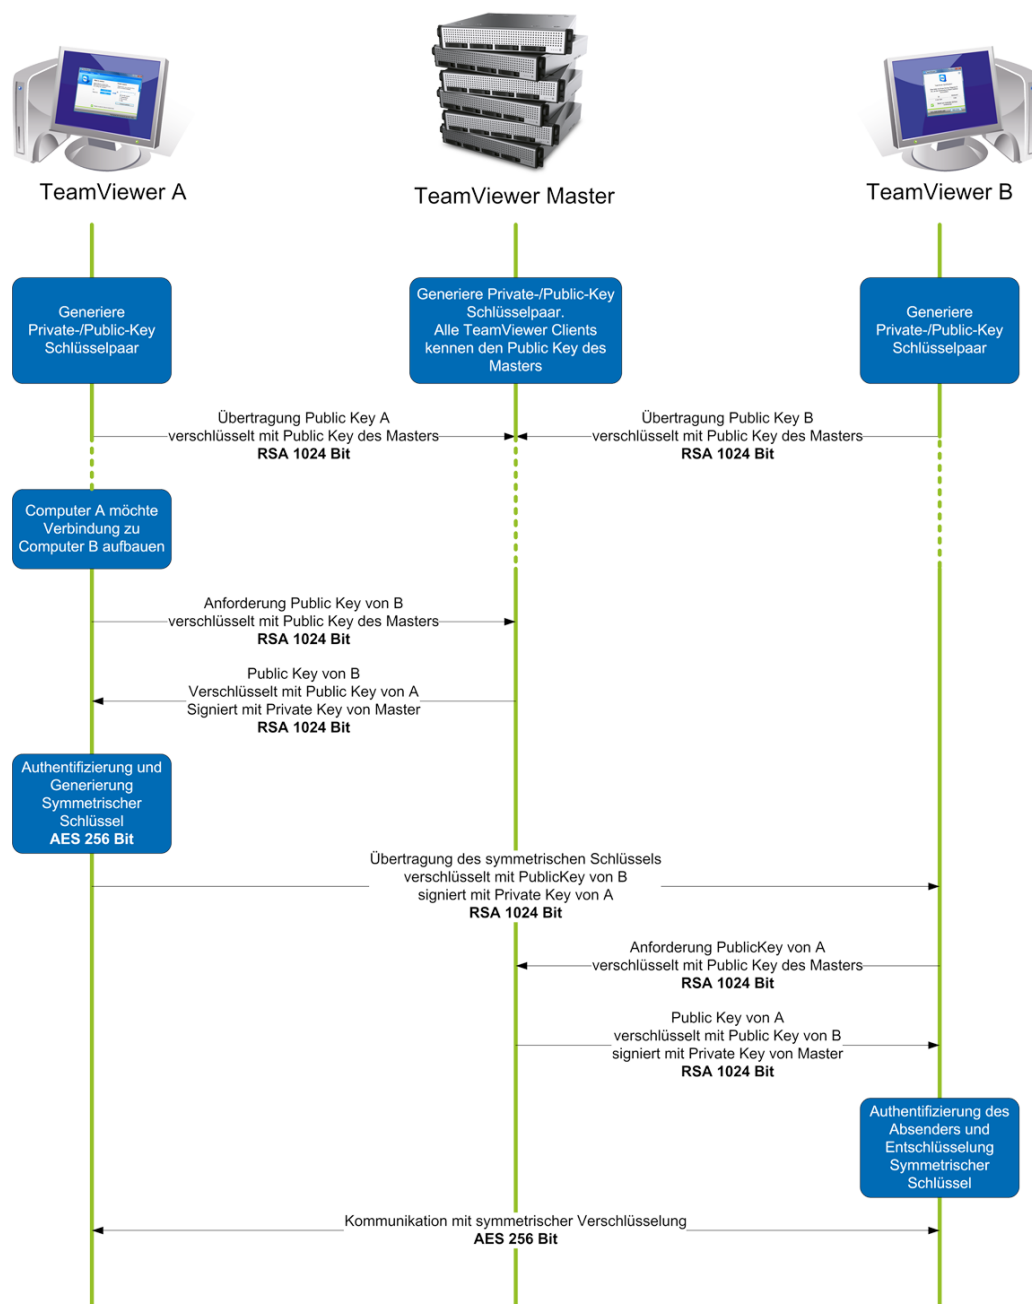 TeamViewer A
TeamViewer Master
TeamViewer B
Generiere
Private-/Public-Key
Schlüsselpaar
Generiere Private-/Public-Key
Schlüsselpaar.
Alle TeamViewer Clients
kennen den Public Key des
Masters
Generiere
Private-/Public-Key
Schlüsselpaar
Übertragung Public Key A
verschlüsselt mit Public Key des Masters
RSA 1024 Bit
Übertragung Public Key B
verschlüsselt mit Public Key des Masters
RSA 1024 Bit
Computer A möchte
Verbindung zu
Computer B aufbauen
Anforderung Public Key von B
verschlüsselt mit Public Key des Masters
RSA 1024 Bit
Public Key von B
Verschlüsselt mit Public Key von A
Signiert mit Private Key von Master
RSA 1024 Bit
Authentifizierung und
Generierung
Symmetrischer
Schlüssel
AES 256 Bit
Übertragung des symmetrischen Schlüssels
verschlüsselt mit PublicKey von B
signiert mit Private Key von A
RSA 1024 Bit
Anforderung PublicKey von A
verschlüsselt mit Public Key des Masters
RSA 1024 Bit
Public Key von A
verschlüsselt mit Public Key von B
signiert mit Private Key von Master
RSA 1024 Bit
Authentifizierung des
Absenders und
Entschlüsselung
Symmetrischer
Schlüssel
Kommunikation mit symmetrischer Verschlüsselung
AES 256 Bit